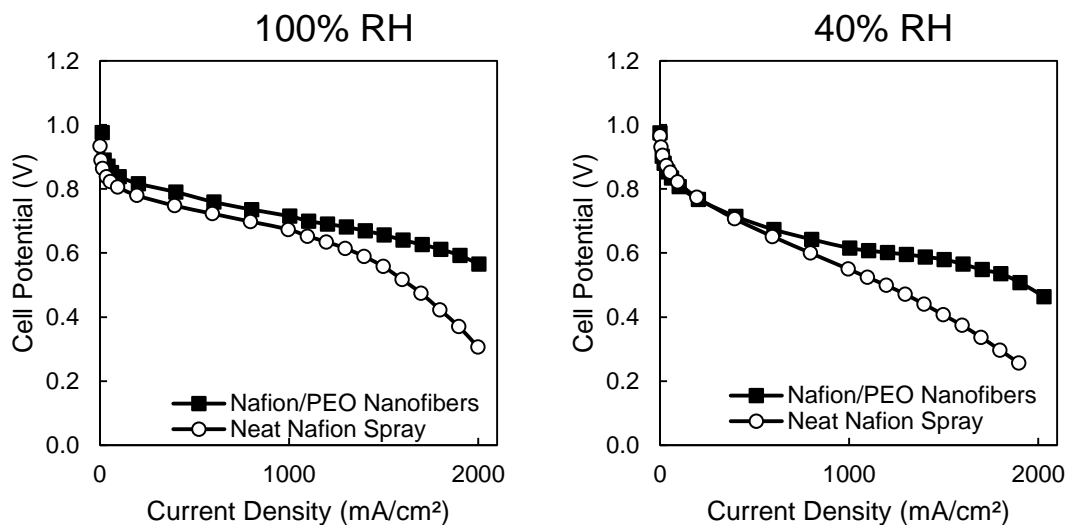 100% RH
1.2
1.0
0.8
0.6
0.4
0.2
0.0
Cell Potential (V)
Nafion/PEO Nanofibers
Neat Nafion Spray
0 1000 2000
Current Density (mA/cm²)
40% RH
1.2
1.0
0.8
0.6
0.4
0.2
0.0
Cell Potential (V)
Nafion/PEO Nanofibers
Neat Nafion Spray
0 1000 2000
Current Density (mA/cm²)